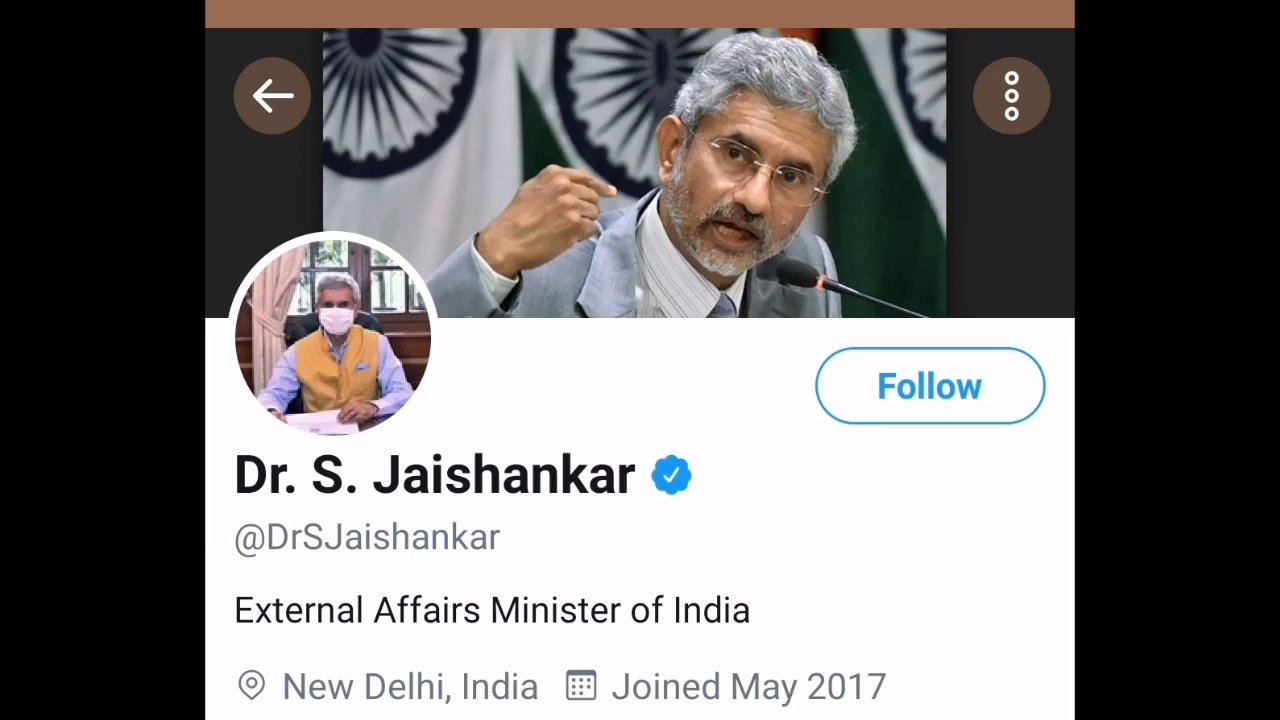 Follow
Dr. S. Jaishankar
@DrSJaishankar
External Affairs Minister of India
New Delhi, India Joined May 2017